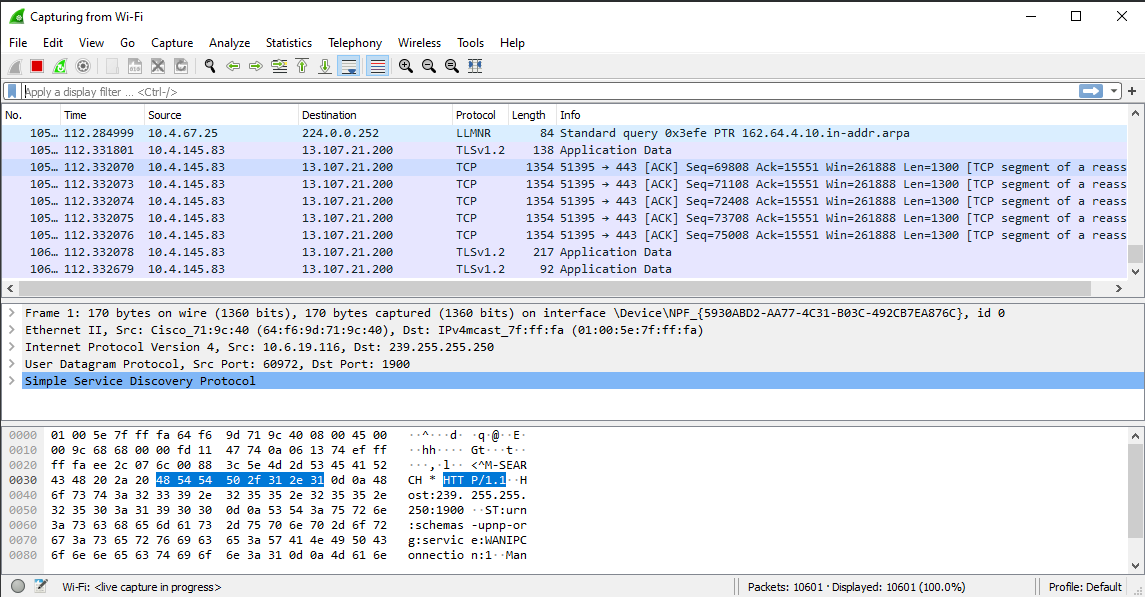 Capturing from Wi-Fi
File Edit View Go Capture Analyze Statistics Telephony Wireless Tools Help
Apply a display filter ... <Ctrl-/>
No. Time Source Destination Protocol Length Info
105… 112.284999 10.4.67.25 224.0.0.252 LLMNR 84 Standard query 0x3efe PTR 162.64.4.10.in-addr.arpa
105… 112.331801 10.4.145.83 13.107.21.200 TLSv1.2 138 Application Data
105… 112.332070 10.4.145.83 13.107.21.200 TCP 1354 51395 → 443 [ACK] Seq=69808 Ack=15551 Win=261888 Len=1300 [TCP segment of a reass
105… 112.332073 10.4.145.83 13.107.21.200 TCP 1354 51395 → 443 [ACK] Seq=71108 Ack=15551 Win=261888 Len=1300 [TCP segment of a reass
105… 112.332074 10.4.145.83 13.107.21.200 TCP 1354 51395 → 443 [ACK] Seq=72408 Ack=15551 Win=261888 Len=1300 [TCP segment of a reass
105… 112.332075 10.4.145.83 13.107.21.200 TCP 1354 51395 → 443 [ACK] Seq=73708 Ack=15551 Win=261888 Len=1300 [TCP segment of a reass
105… 112.332076 10.4.145.83 13.107.21.200 TCP 1354 51395 → 443 [ACK] Seq=75008 Ack=15551 Win=261888 Len=1300 [TCP segment of a reass
106… 112.332078 10.4.145.83 13.107.21.200 TLSv1.2 217 Application Data
106… 112.332679 10.4.145.83 13.107.21.200 TLSv1.2 92 Application Data
Frame 1: 170 bytes on wire (1360 bits), 170 bytes captured (1360 bits) on interface \Device\NPF_{5930ABD2-AA77-4C31-B03C-492CB7EA876C}, id 0
Ethernet II, Src: Cisco_71:9c:40 (64:f6:9d:71:9c:40), Dst: IPv4mcast_7f:ff:fa (01:00:5e:7f:ff:fa)
Internet Protocol Version 4, Src: 10.6.19.116, Dst: 239.255.255.250
User Datagram Protocol, Src Port: 60972, Dst Port: 1900
Simple Service Discovery Protocol
0000 01 00 5e 7f ff fa 64 f6 9d 71 9c 40 08 00 45 00 ··^···d· ·q·@··E·
0010 00 9c 68 68 00 00 fd 11 47 74 0a 06 13 74 ef ff ··hh···· Gt···t··
0020 ff fa ee 2c 07 6c 00 88 3c 5e 4d 2d 53 45 41 52 ···,·l·· <^M-SEAR
0030 43 48 20 2a 20 48 54 54 50 2f 31 2e 31 0d 0a 48 CH * HTT P/1.1··H
0040 6f 73 74 3a 32 33 39 2e 32 35 35 2e 32 35 35 2e ost:239. 255.255.
0050 32 35 30 3a 31 39 30 30 0d 0a 53 54 3a 75 72 6e 250:1900 ··ST:urn
0060 3a 73 63 68 65 6d 61 73 2d 75 70 6e 70 2d 6f 72 :schemas -upnp-or
0070 67 3a 73 65 72 76 69 63 65 3a 57 41 4e 49 50 43 g:servic e:WANIPC
0080 6f 6e 6e 65 63 74 69 6f 6e 3a 31 0d 0a 4d 61 6e onnectio n:1··Man
Wi-Fi: <live capture in progress> Packets: 10601 · Displayed: 10601 (100.0%) Profile: Default